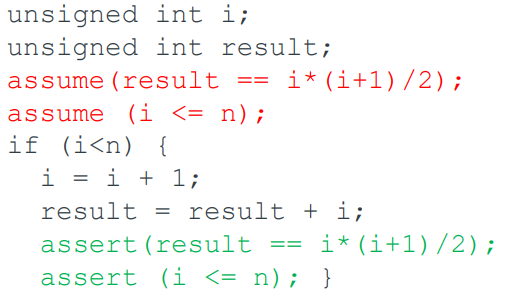 unsigned int i;
unsigned int result;
assume(result == i*(i+1)/2);
assume (i <= n);
if (i<n) {
  i = i + 1;
  result = result + i;
  assert(result == i*(i+1)/2);
  assert (i <= n); }